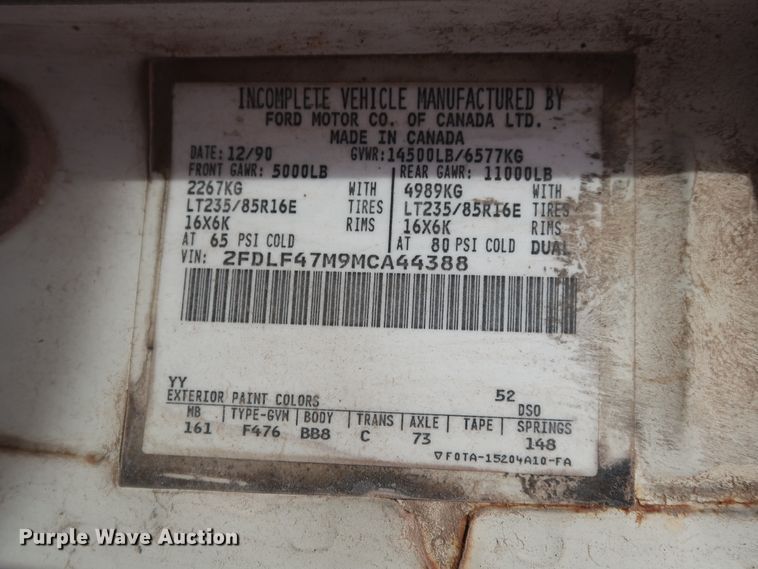 INCOMPLETE VEHICLE MANUFACTURED BY
FORD MOTOR CO. OF CANADA LTD.
MADE IN CANADA
DATE: 12/90 GVWR: 14500LB/6577KG
FRONT GAWR: 5000LB REAR GAWR: 11000LB
2267KG WITH 4989KG WITH
LT235/85R16E TIRES LT235/85R16E TIRES
16X6K RIMS 16X6K RIMS
AT 65 PSI COLD AT 80 PSI COLD DUAL
VIN: 2FDLF47M9MCA44388
YY
EXTERIOR PAINT COLORS 52 DSO
WB TYPE-GVW BODY TRANS AXLE TAPE SPRINGS
161 F476 BB8 C 73 148
▽F0TA-15204A10-FA
Purple Wave Auction